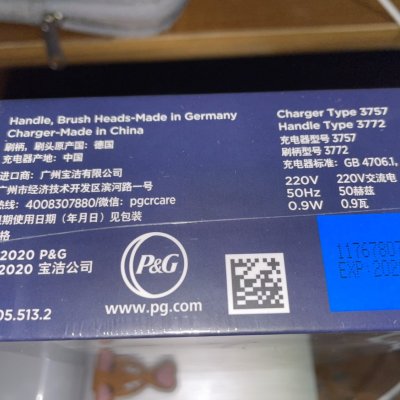 Handle, Brush Heads-Made in Germany
Charger-Made in China
刷柄，刷头原产国：德国
充电器产地：中国
进口商：广州宝洁有限公司
广州市经济技术开发区滨河路一号
热线：4008307880/微信：pgcrcare
期使用日期（年月日）见包装
格
2020 P&G
2020 宝洁公司
05.513.2
P&G
www.pg.com
Charger Type 3757
Handle Type 3772
充电器型号 3757
刷柄型号 3772
充电器标准：GB 4706.1,
220V 220V交流电
50Hz 50赫兹
0.9W 0.9瓦
1176780
EXP:202